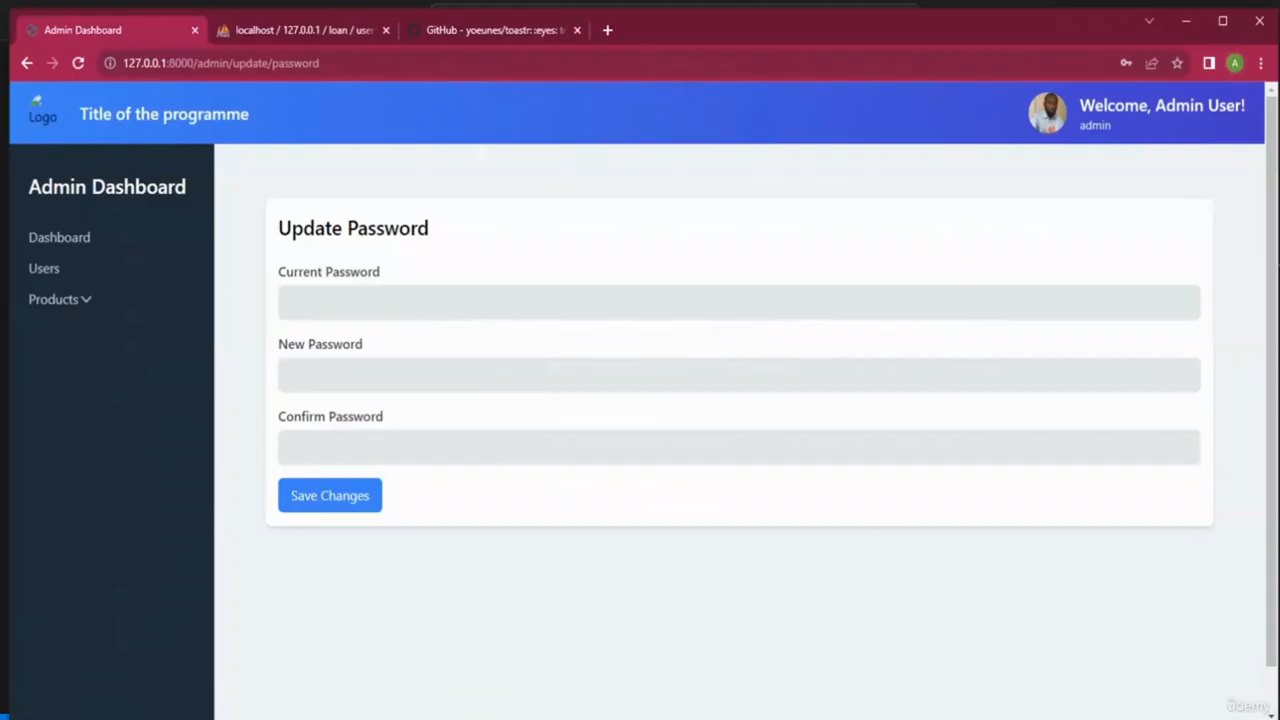 Admin Dashboard
localhost / 127.0.0.1 / loan / user
GitHub - yoeunes/toastr: :eyes: t
127.0.0.1:8000/admin/update/password
A
Logo
Title of the programme
Welcome, Admin User!
admin
Admin Dashboard
Dashboard
Users
Products
Update Password
Current Password
New Password
Confirm Password
Save Changes
ûdemy